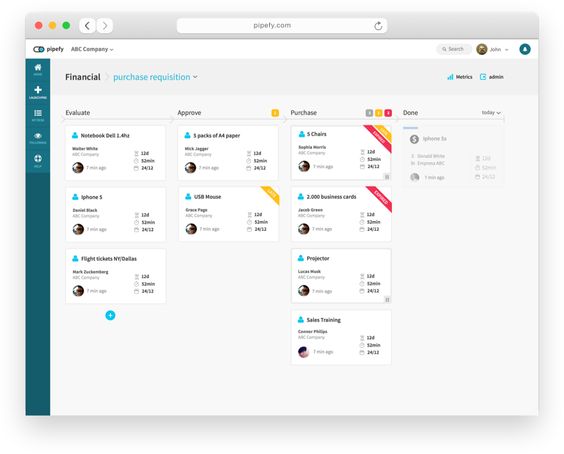 pipefy.com
pipefy
ABC Company
Search
John
HOME
LAUNCHPAD
MY DESK
FOLLOWING
HELP
Financial
purchase requisition
Metrics
admin
Evaluate
Notebook Dell 1.4hz
Walter White
ABC Company
7 min ago
12d
52min
24/12
Iphone 5
Daniel Black
ABC Company
7 min ago
12d
52min
24/12
Flight tickets NY/Dallas
Mark Zuckemberg
ABC Company
7 min ago
12d
52min
24/12
Approve
5 packs of A4 paper
Mick Jagger
ABC Company
7 min ago
12d
52min
24/12
USB Mouse
LATE
Grace Page
ABC Company
7 min ago
12d
52min
24/12
Purchase
5 Chairs
LATE
EXPIRED
Sophia Morris
ABC Company
7 min ago
12d
52min
24/12
2.000 business cards
EXPIRED
Jacob Green
ABC Company
7 min ago
12d
52min
24/12
Projector
Lucas Musk
ABC Company
7 min ago
12d
52min
24/12
Sales Training
Connor Philips
ABC Company
7 min ago
12d
52min
24/12
Done
today
Iphone 5s
Donald White
Empresa ABC
7 min ago
12d
52min
24/12